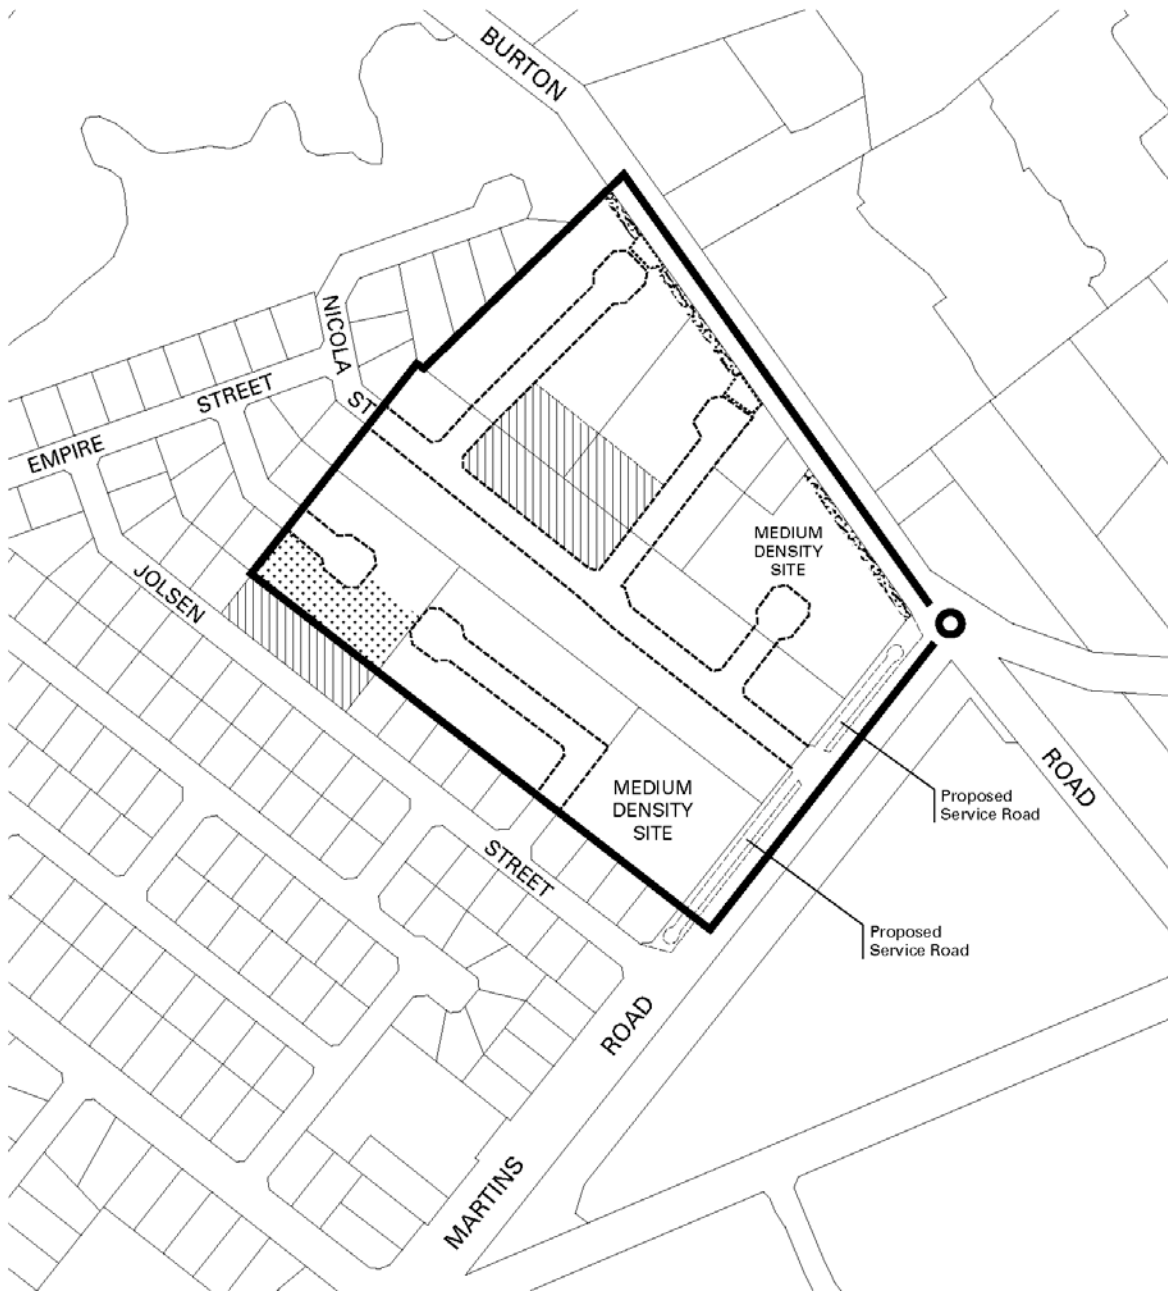 BURTON
NICOLA
ST
STREET
EMPIRE
JOLSEN
MEDIUM
DENSITY
SITE
ROAD
MEDIUM
DENSITY
SITE
Proposed
Service Road
STREET
Proposed
Service Road
ROAD
MARTINS